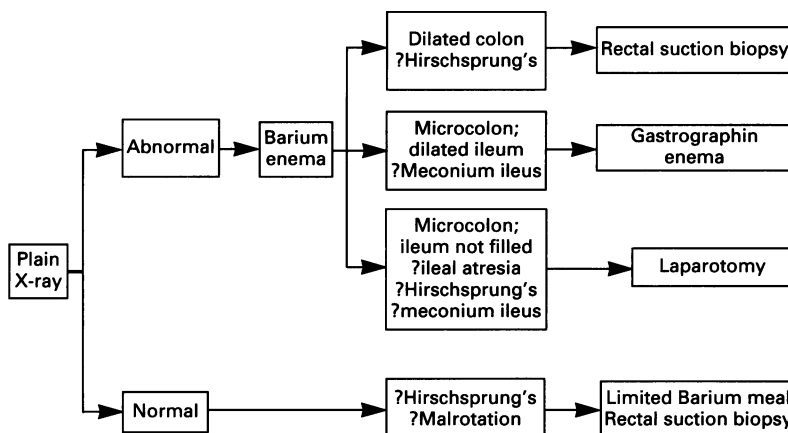 Plain
X-ray
Abnormal
Barium
enema
Dilated colon
?Hirschsprung's
Rectal suction biopsy
Microcolon;
dilated ileum
?Meconium ileus
Gastrographin
enema
Microcolon;
ileum not filled
?ileal atresia
?Hirschsprung's
?meconium ileus
Laparotomy
Normal
?Hirschsprung's
?Malrotation
Limited Barium meal
Rectal suction biopsy